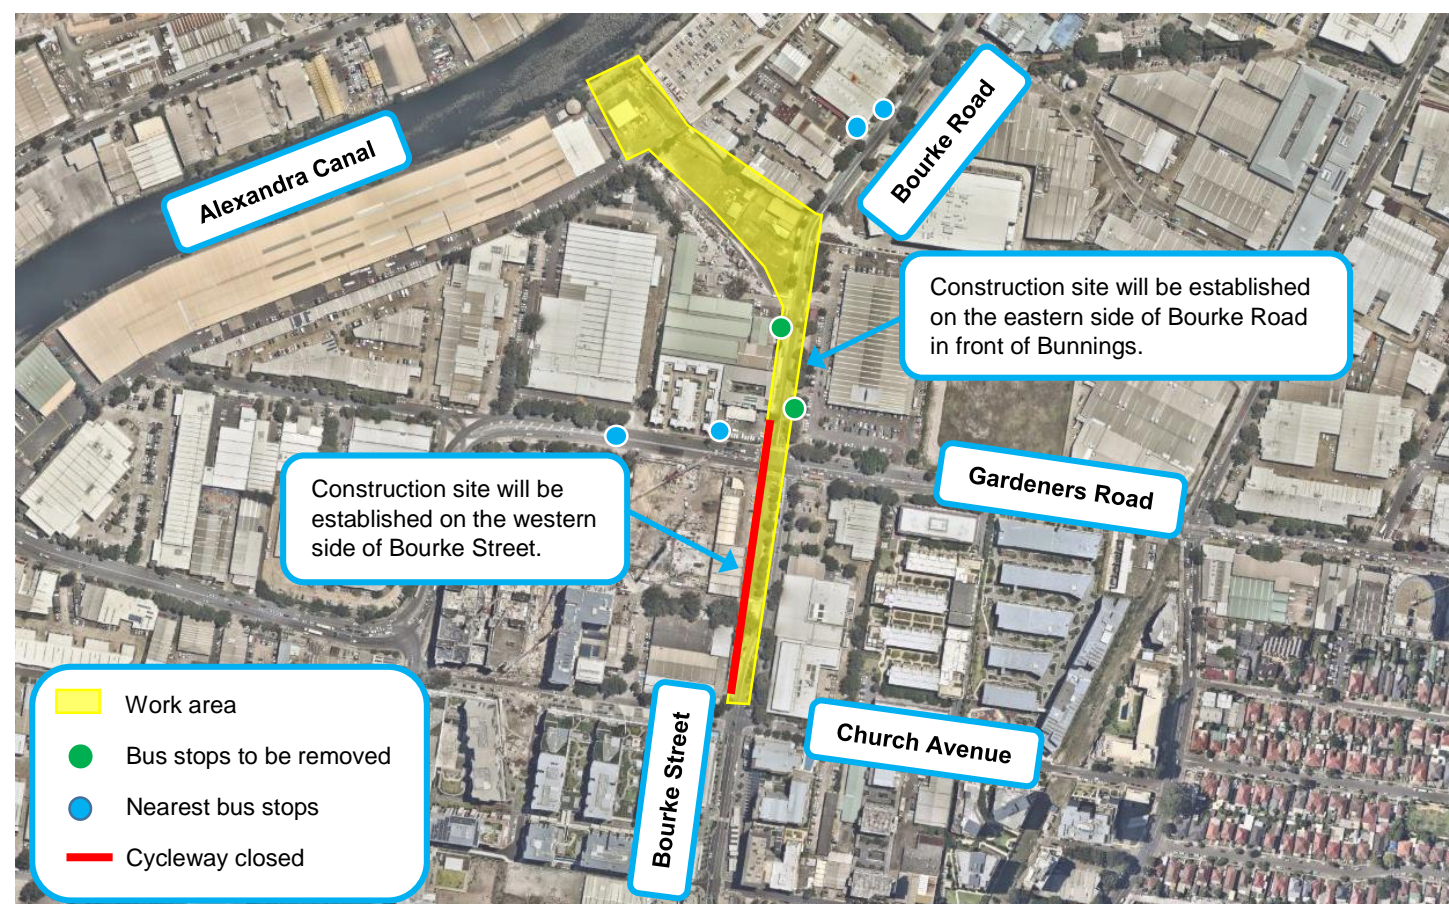 Bourke Road
Alexandra Canal
Construction site will be established
on the eastern side of Bourke Road
in front of Bunnings.
Gardeners Road
Construction site will be
established on the western
side of Bourke Street.
Work area
Bus stops to be removed
Nearest bus stops
Cycleway closed
Bourke Street
Church Avenue